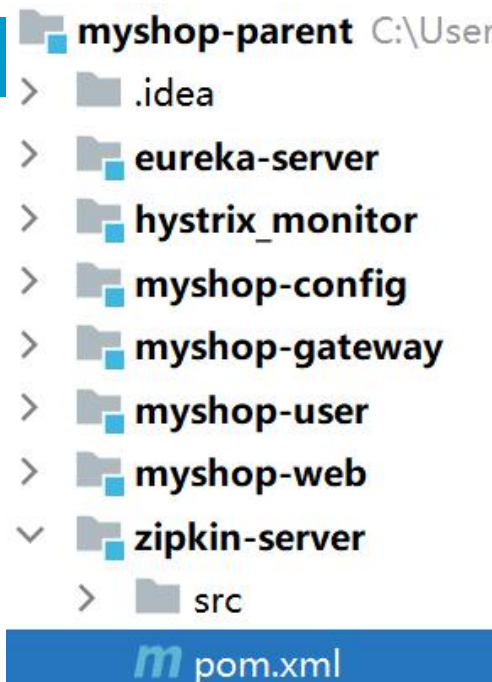 myshop-parent C:\User
.idea
eureka-server
hystrix_monitor
myshop-config
myshop-gateway
myshop-user
myshop-web
zipkin-server
src
m pom.xml